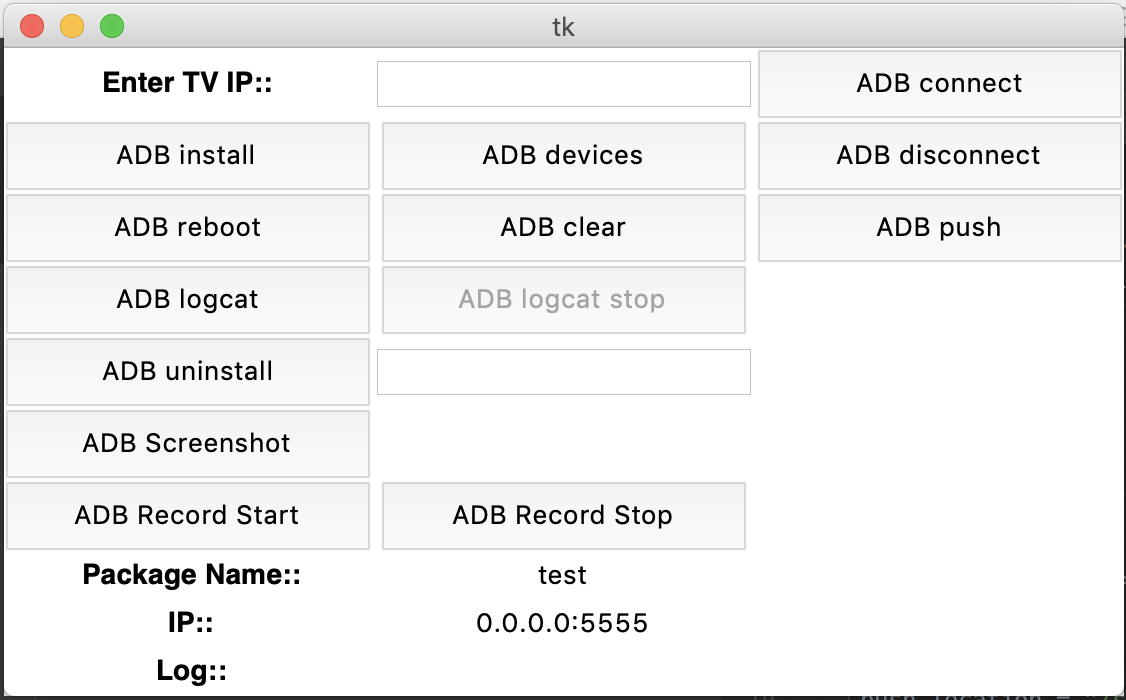 tk
Enter TV IP:: ADB connect
ADB install ADB devices ADB disconnect
ADB reboot ADB clear ADB push
ADB logcat ADB logcat stop
ADB uninstall
ADB Screenshot
ADB Record Start ADB Record Stop
Package Name:: test
IP:: 0.0.0.0:5555
Log::